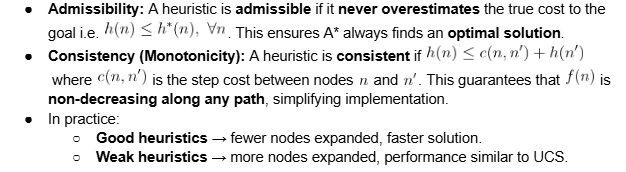 • Admissibility: A heuristic is admissible if it never overestimates the true cost to the
goal i.e. h(n) ≤ h*(n), ∀n. This ensures A* always finds an optimal solution.
• Consistency (Monotonicity): A heuristic is consistent if h(n) ≤ c(n, n′) + h(n′)
where c(n, n′) is the step cost between nodes n and n′. This guarantees that f(n) is
non-decreasing along any path, simplifying implementation.
• In practice:
○ Good heuristics → fewer nodes expanded, faster solution.
○ Weak heuristics → more nodes expanded, performance similar to UCS.